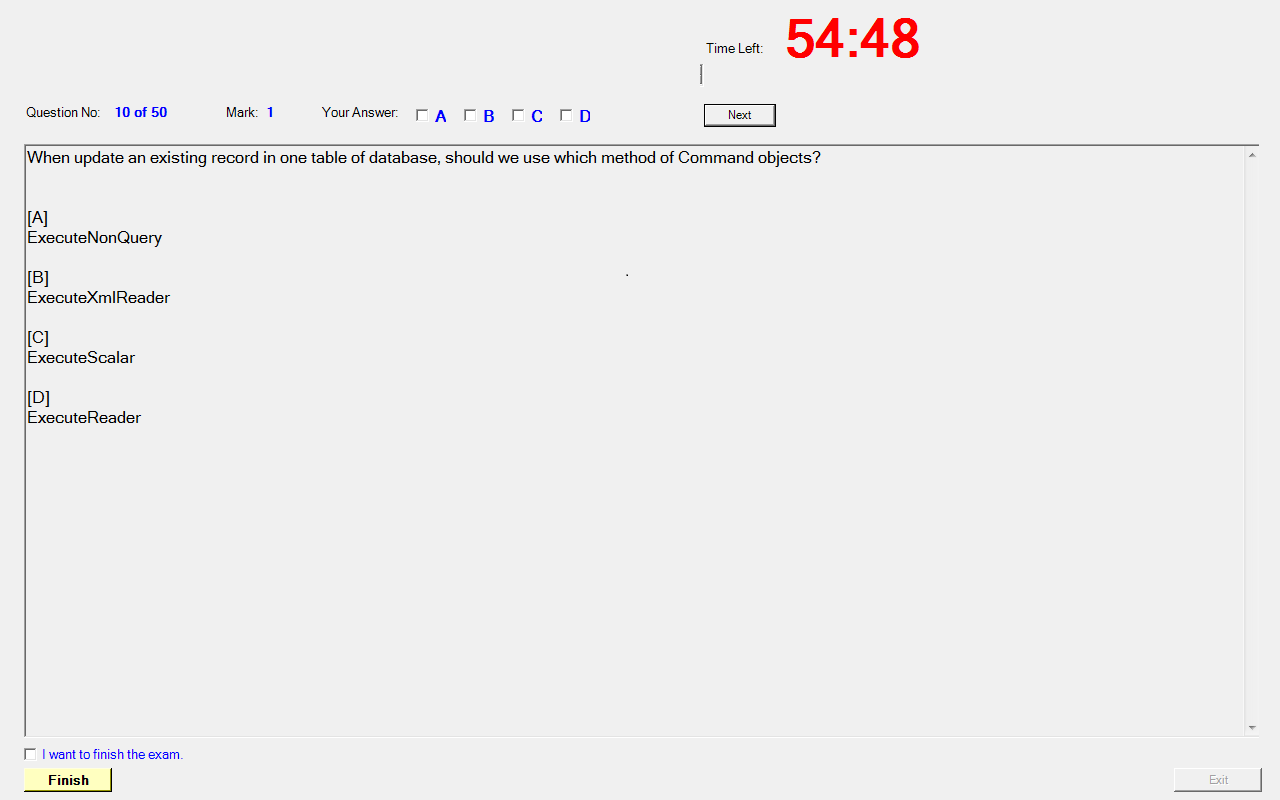 Time Left: 54:48
Question No: 10 of 50 Mark: 1 Your Answer: A B C D Next
When update an existing record in one table of database, should we use which method of Command objects?
[A]
ExecuteNonQuery
[B]
ExecuteXmlReader
[C]
ExecuteScalar
[D]
ExecuteReader
I want to finish the exam.
Finish Exit